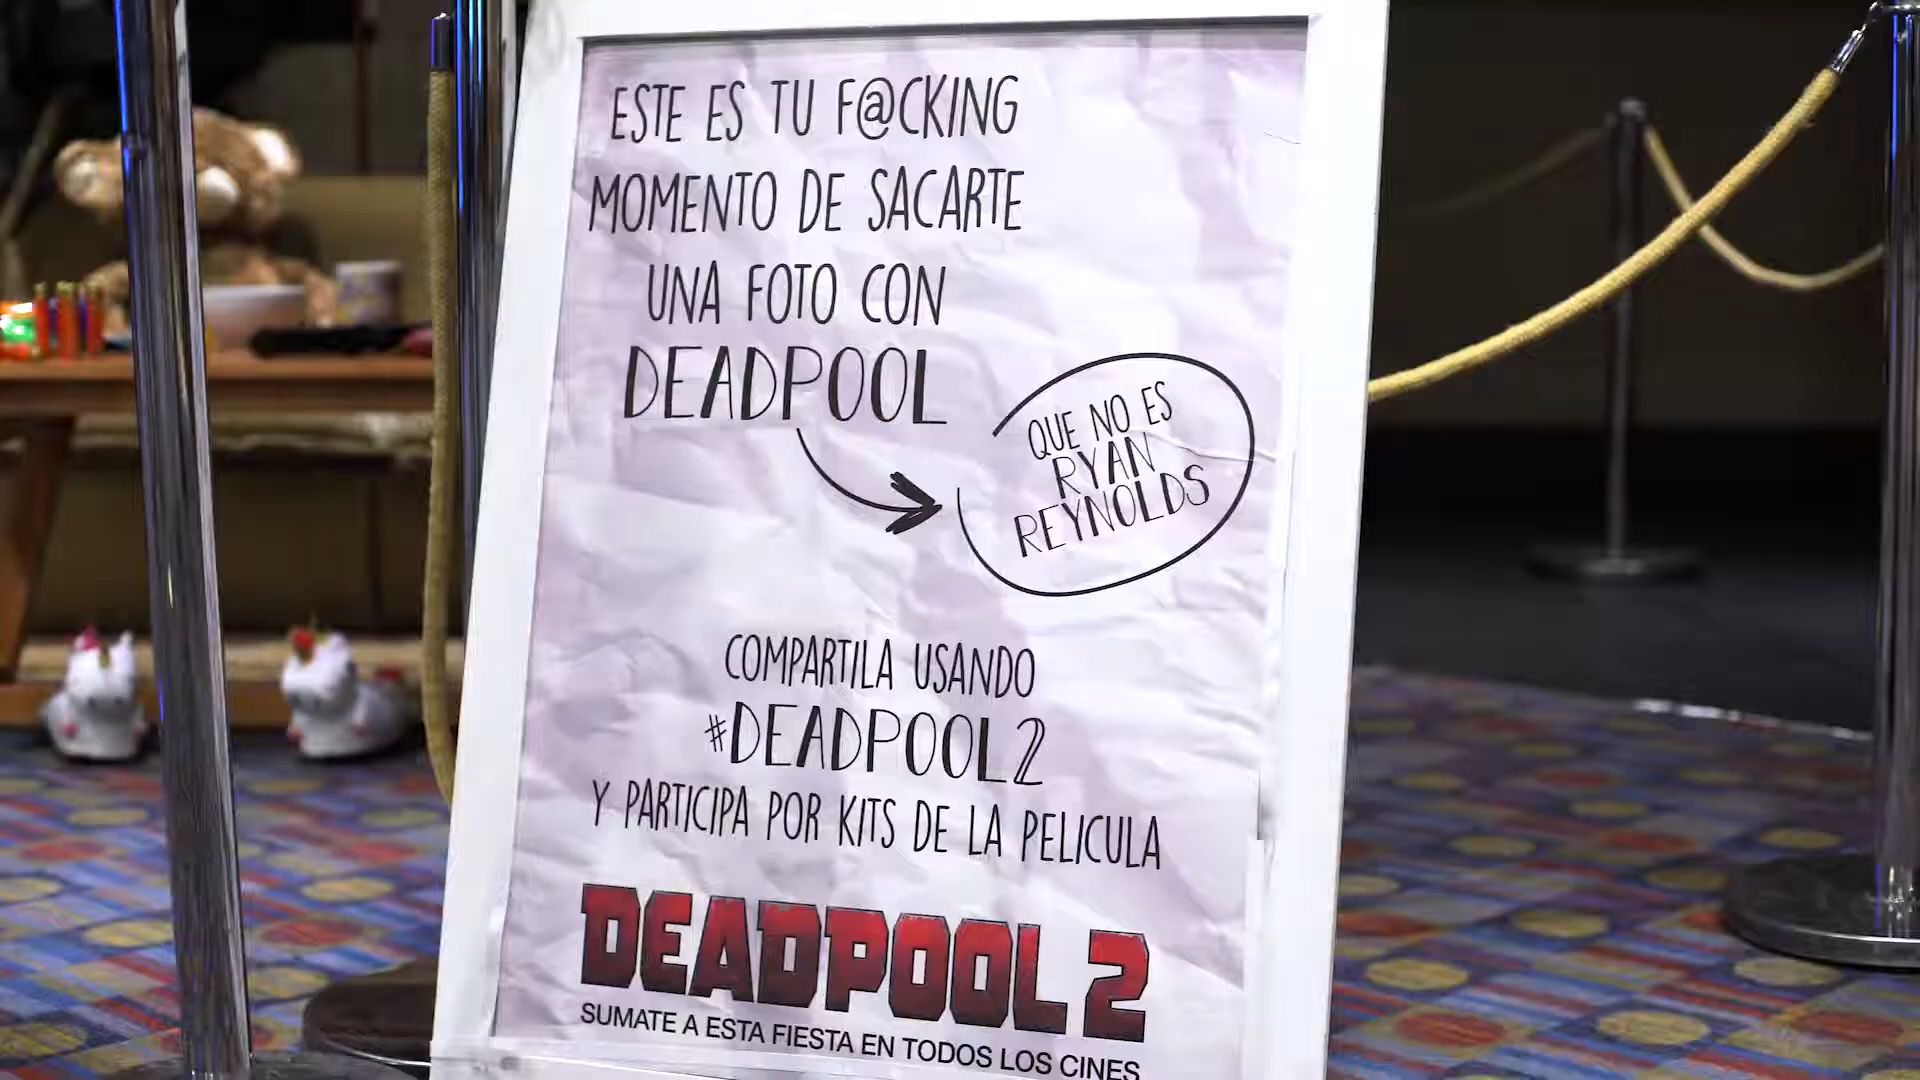 ESTE ES TU F@CKING
MOMENTO DE SACARTE
UNA FOTO CON
DEADPOOL
QUE NO ES
RYAN
REYNOLDS
COMPARTILA USANDO
#DEADPOOL2
Y PARTICIPA POR KITS DE LA PELICULA
DEADPOOL 2
SUMATE A ESTA FIESTA EN TODOS LOS CINES